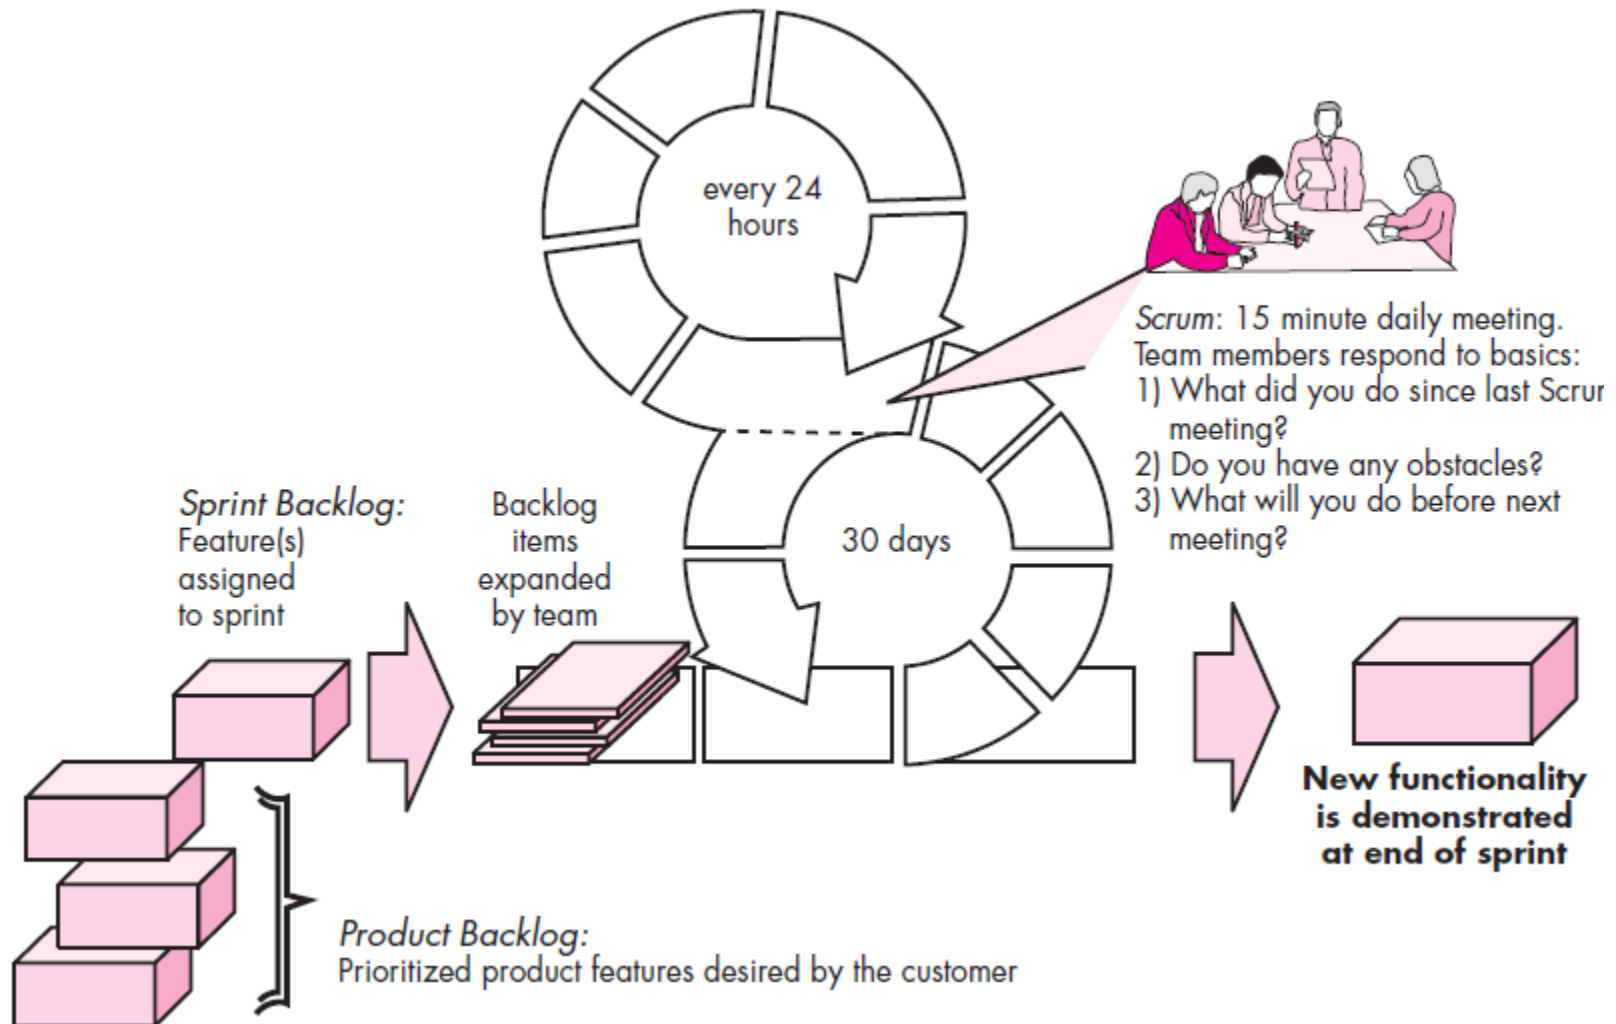 every 24
hours
Scrum: 15 minute daily meeting.
Team members respond to basics:
1) What did you do since last Scrum
meeting?
2) Do you have any obstacles?
3) What will you do before next
meeting?
Sprint Backlog:
Feature(s)
assigned
to sprint
Backlog
items
expanded
by team
30 days
New functionality
is demonstrated
at end of sprint
Product Backlog:
Prioritized product features desired by the customer